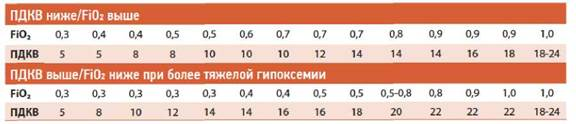 ПДКВ ниже/FiO₂ выше
FiO₂ 0,3 0,4 0,4 0,5 0,5 0,6 0,7 0,7 0,7 0,8 0,9 0,9 0,9 1,0
ПДКВ 5 5 8 8 10 10 10 12 14 14 14 16 18 18-24
ПДКВ выше/FiO₂ ниже при более тяжелой гипоксемии
FiO₂ 0,3 0,3 0,3 0,3 0,3 0,4 0,4 0,5 0,5 0,5-0,8 0,8 0,9 1,0 1,0
ПДКВ 5 8 10 12 14 14 16 16 18 20 22 22 22 18-24